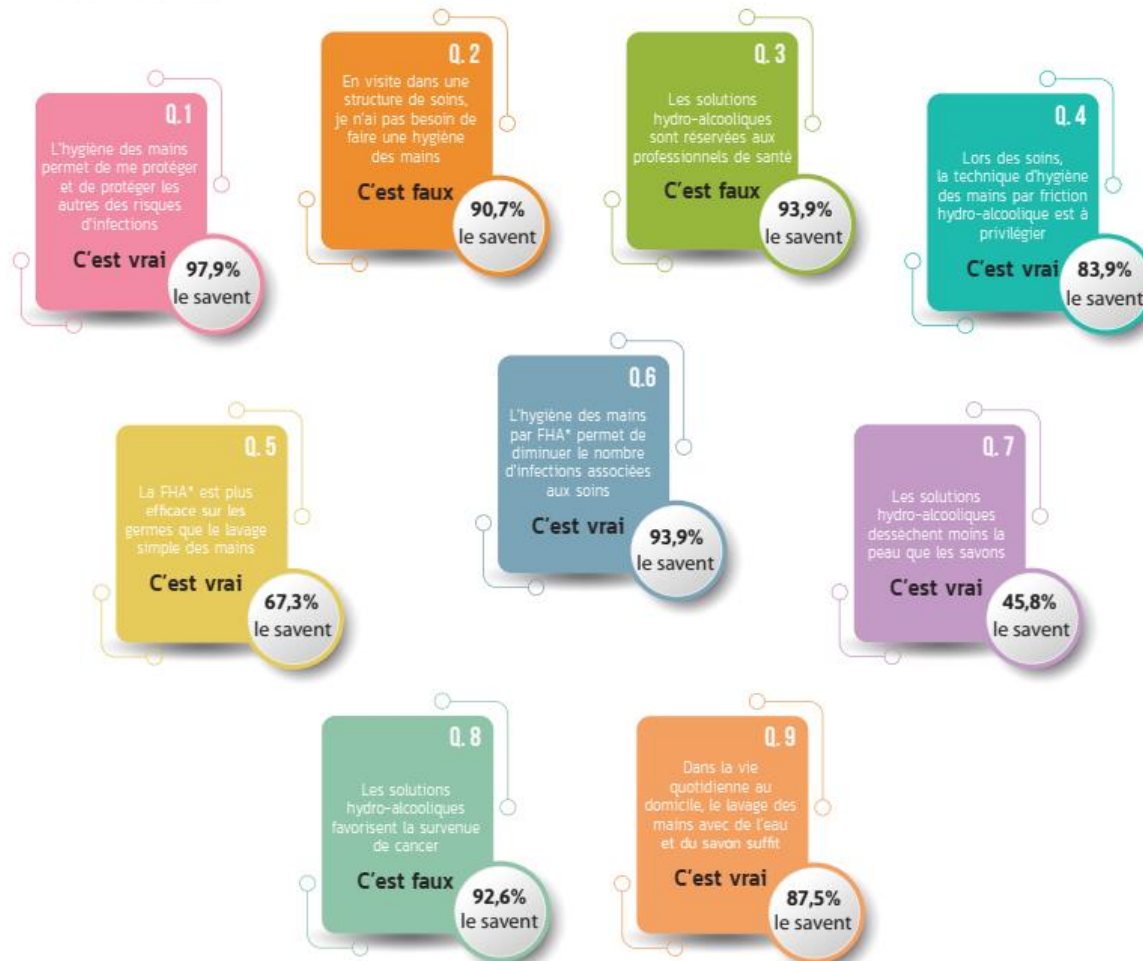 Q.1
L'hygiène des mains
permet de me protéger
et de protéger les
autres des risques
d'infections
C'est vrai
97,9%
le savent
Q. 2
En visite dans une
structure de soins,
je n'ai pas besoin de
faire une hygiène
des mains
C'est faux
90,7%
le savent
Q. 3
Les solutions
hydro-alcooliques
sont réservées aux
professionnels de santé
C'est faux
93,9%
le savent
Q. 4
Lors des soins,
la technique d'hygiène
des mains par friction
hydro-alcoolique est à
privilégier
C'est vrai
83,9%
le savent
Q. 5
La FHA* est plus
efficace sur les
germes que le lavage
simple des mains
C'est vrai
67,3%
le savent
Q.6
L'hygiène des mains
par FHA* permet de
diminuer le nombre
d'infections associées
aux soins
C'est vrai
93,9%
le savent
Q. 7
Les solutions
hydro-alcooliques
dessèchent moins la
peau que les savons
C'est vrai
45,8%
le savent
Q. 8
Les solutions
hydro-alcooliques
favorisent la survenue
de cancer
C'est faux
92,6%
le savent
Q. 9
Dans la vie
quotidienne au
domicile, le lavage des
mains avec de l'eau
et du savon suffit
C'est vrai
87,5%
le savent